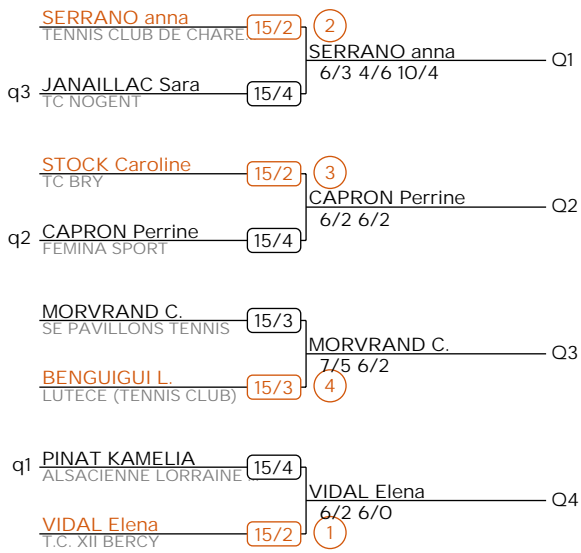 SERRANO anna 15/2 2
TENNIS CLUB DE CHARE
SERRANO anna Q1
6/3 4/6 10/4
q3 JANAILLAC Sara 15/4
TC NOGENT
STOCK Caroline 15/2 3
TC BRY
CAPRON Perrine Q2
6/2 6/2
q2 CAPRON Perrine 15/4
FEMINA SPORT
MORVRAND C. 15/3
SE PAVILLONS TENNIS
MORVRAND C. Q3
7/5 6/2
BENGUIGUI L. 15/3 4
LUTECE (TENNIS CLUB)
q1 PINAT KAMELIA 15/4
ALSACIENNE LORRAINE
VIDAL Elena Q4
6/2 6/0
VIDAL Elena 15/2 1
T.C. XII BERCY